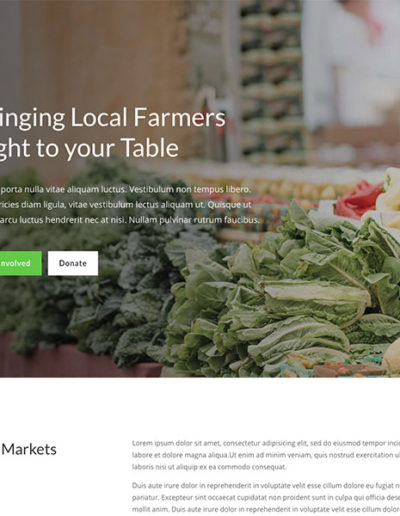 inging Local Farmers
ght to your Table
porta nulla vitae aliquam luctus. Vestibulum non tempus libero.
ricies diam ligula, vitae vestibulum lectus aliquam ut. Quisque ut
arcu luctus hendrerit nec at nisi. Nullam pulvinar rutrum faucibus.
nvolved
Donate
Markets
Lorem ipsum dolor sit amet, consectetur adipisicing elit, sed do eiusmod tempor inci
labore et dolore magna aliqua.Ut enim ad minim veniam, quis nostrud exercitation u
laboris nisi ut aliquip ex ea commodo consequat.
Duis aute irure dolor in reprehenderit in voluptate velit esse cillum dolore eu fugiat n
pariatur. Excepteur sint occaecat cupidatat non proident sunt in culpa qui officia dese
mollit anim. Duis aute irure dolor in reprehenderit in voluptate velit esse cillum dolor